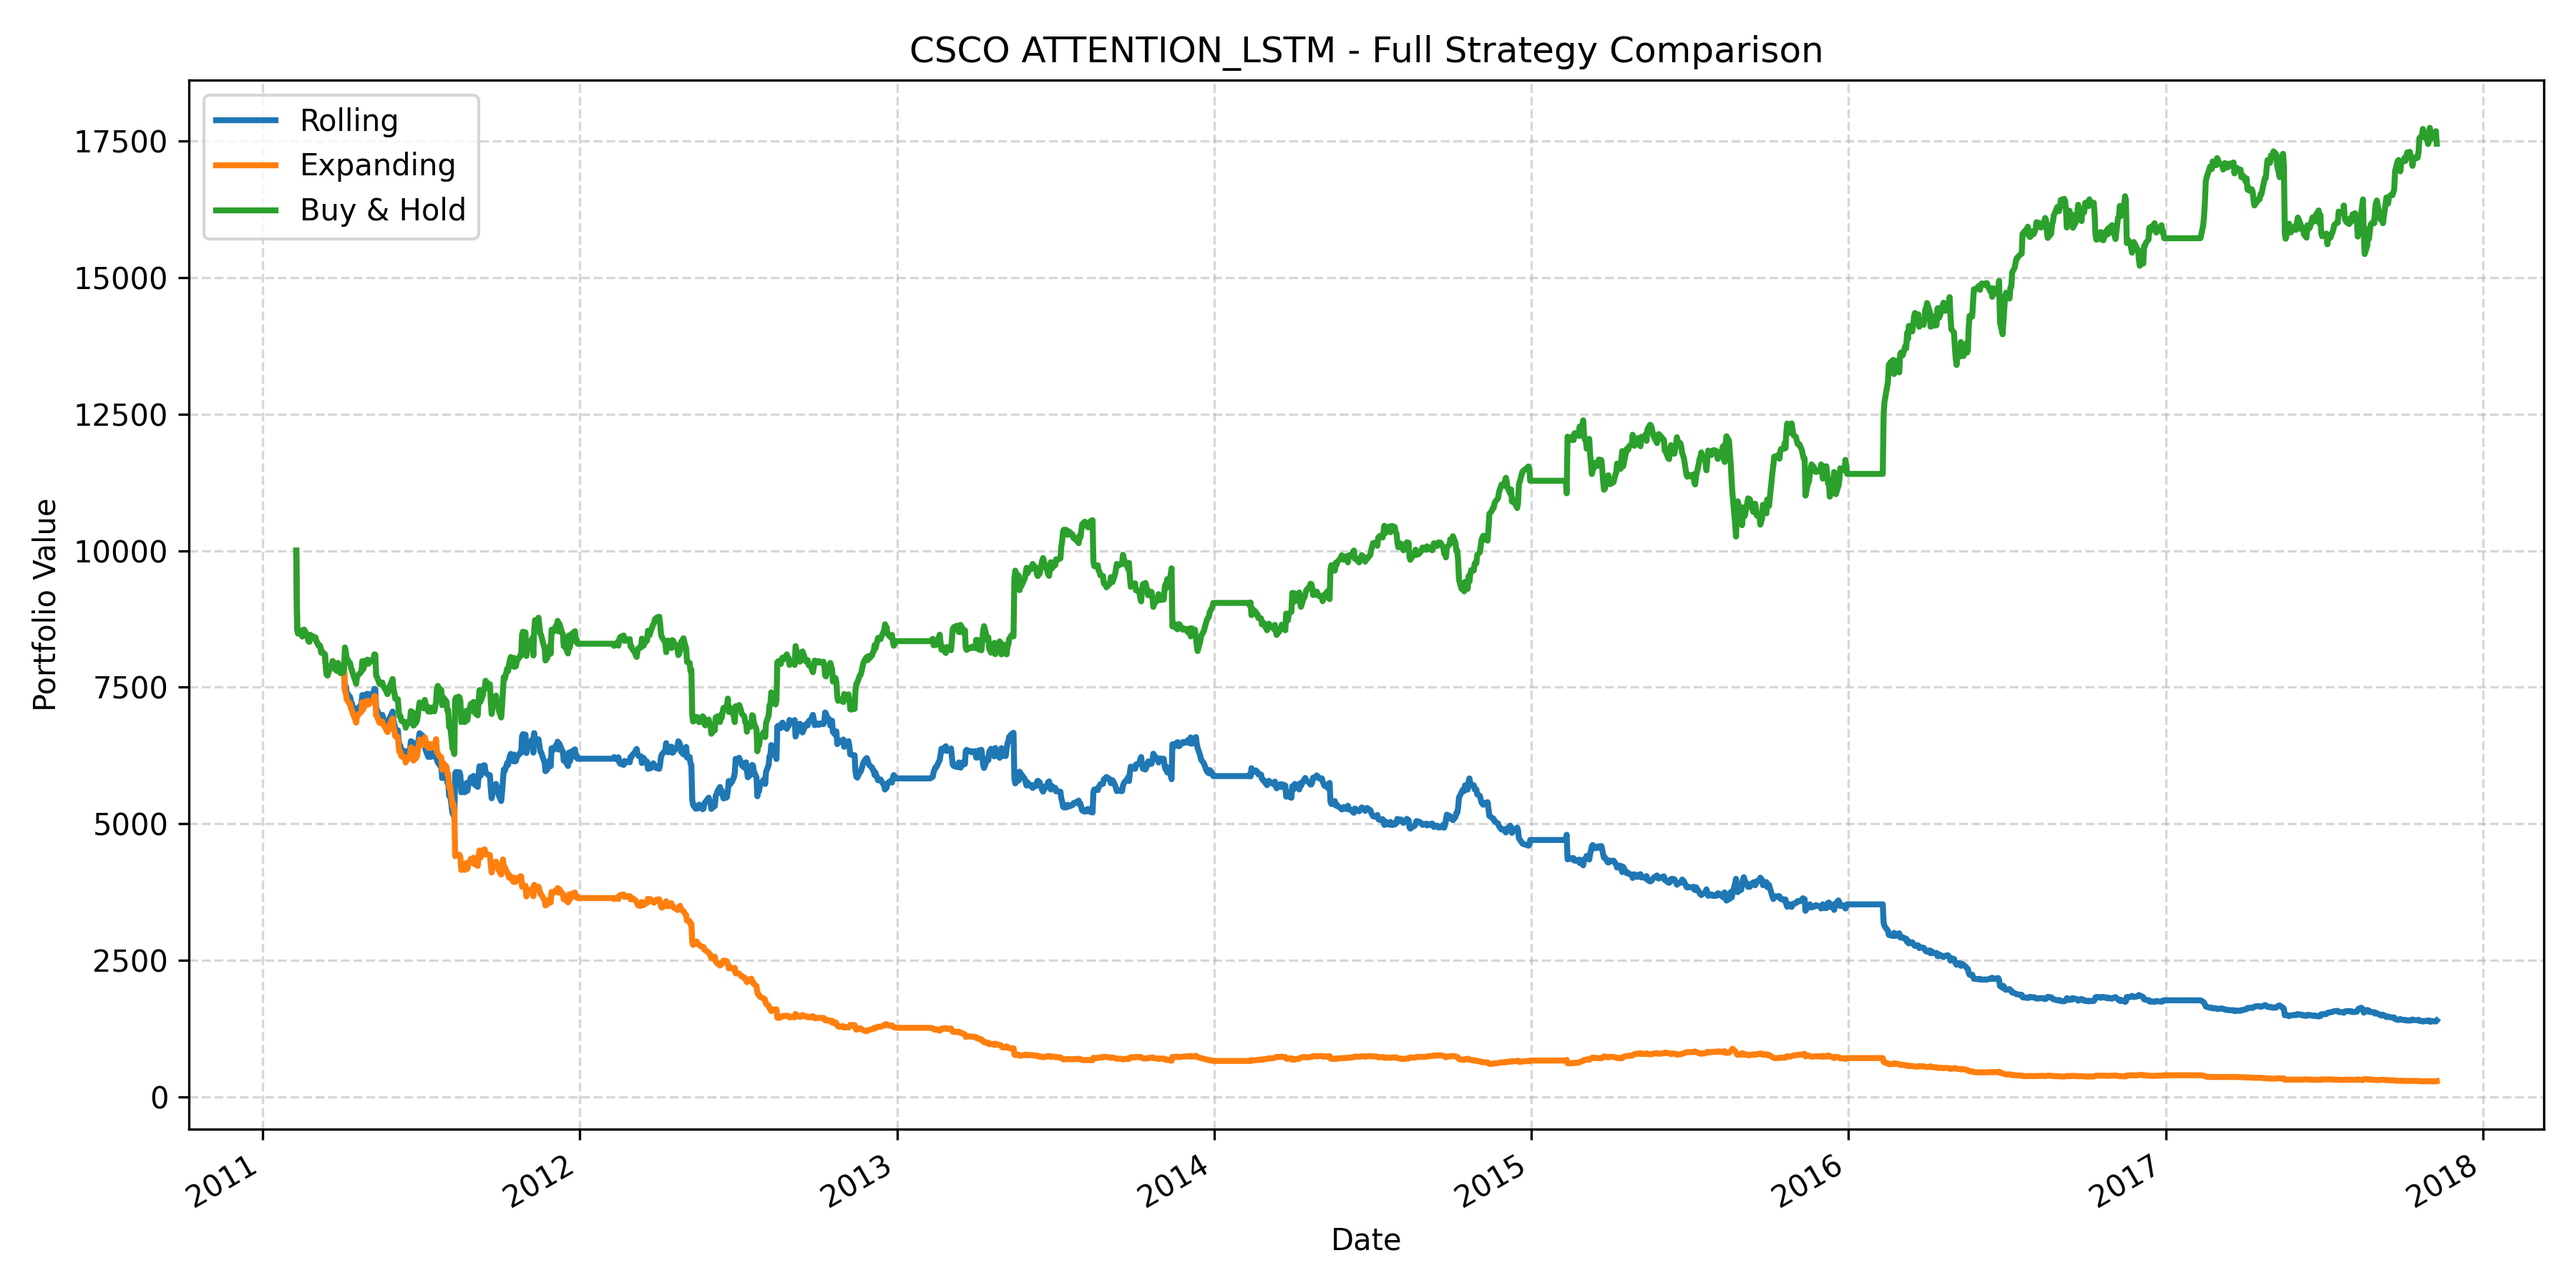 CSCO ATTENTION_LSTM - Full Strategy Comparison
Rolling
Expanding
Buy & Hold
17500
15000
12500
10000
7500
5000
2500
0
Portfolio Value
2011
2012
2013
2014
2015
2016
2017
2018
Date